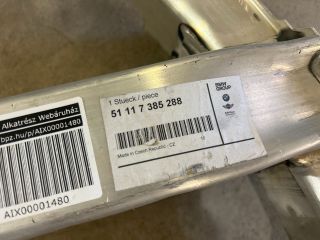 Alkatrész Webáruház
bpz.hu/p/AIX00001480
AIX00001480
1 Stueck / piece
51 11 7 385 288
Made in Czech Republic / CZ
BMW
GROUP